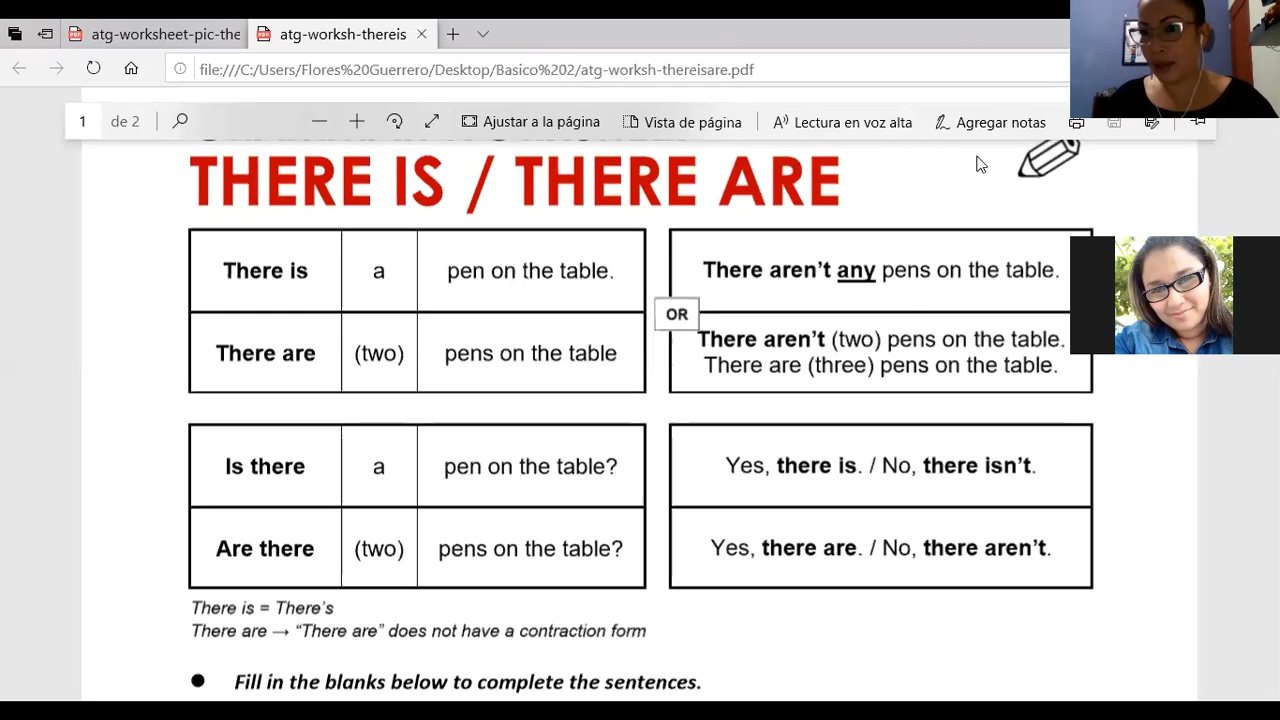 atg-worksheet-pic-the
atg-worksh-thereis
file:///C:/Users/Flores%20Guerrero/Desktop/Basico%202/atg-worksh-thereisare.pdf
1 de 2
Ajustar a la página
Vista de página
Lectura en voz alta
Agregar notas
THERE IS / THERE ARE
There is a pen on the table.
There are (two) pens on the table
OR
There aren't any pens on the table.
There aren't (two) pens on the table.
There are (three) pens on the table.
Is there a pen on the table?
Yes, there is. / No, there isn't.
Are there (two) pens on the table?
Yes, there are. / No, there aren't.
There is = There's
There are → “There are” does not have a contraction form
● Fill in the blanks below to complete the sentences.